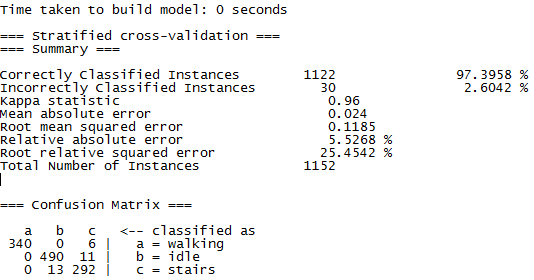 Time taken to build model: 0 seconds
=== Stratified cross-validation ===
=== Summary ===
Correctly Classified Instances 1122 97.3958 %
Incorrectly Classified Instances 30 2.6042 %
Kappa statistic 0.96
Mean absolute error 0.024
Root mean squared error 0.1185
Relative absolute error 5.5268 %
Root relative squared error 25.4542 %
Total Number of Instances 1152
=== Confusion Matrix ===
a b c <-- classified as
340 0 6 | a = walking
0 490 11 | b = idle
0 13 292 | c = stairs